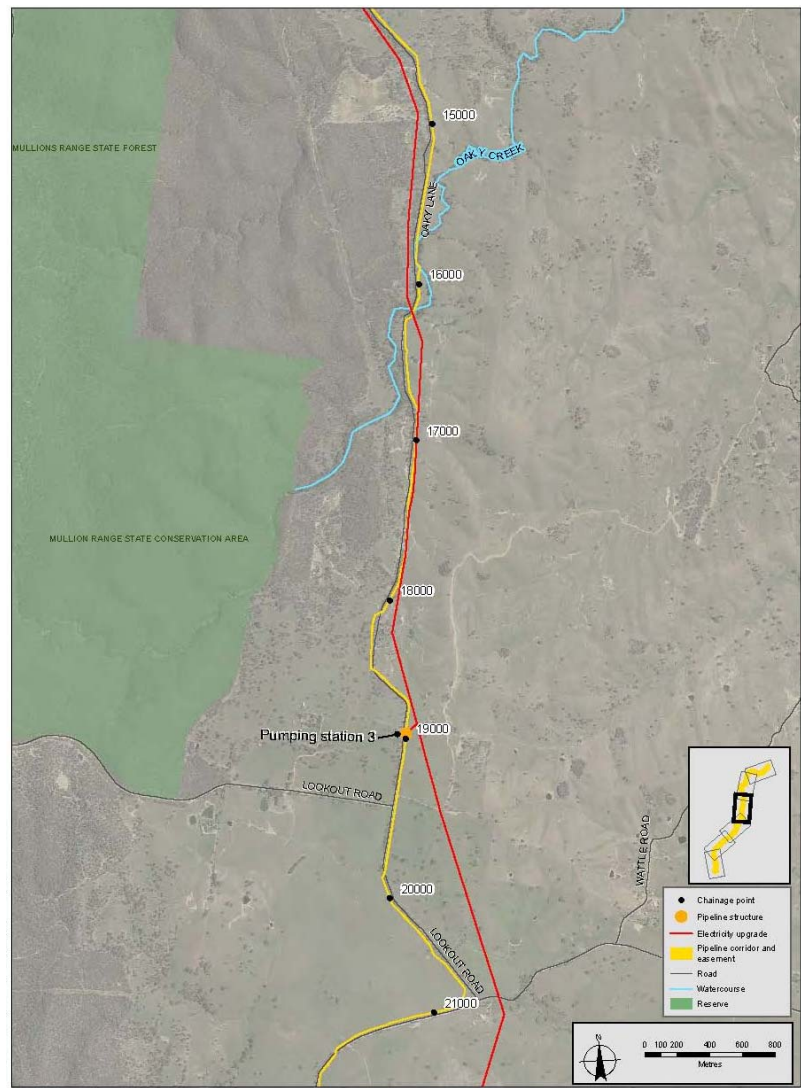 15000
MULLIONS RANGE STATE FOREST
OAKY CREEK
OAKY LANE
16000
17000
MULLION RANGE STATE CONSERVATION AREA
18000
19000
Pumping station 3
LOOKOUT ROAD
WATTLE ROAD
20000
LOOKOUT ROAD
21000
Chainage point
Pipeline structure
Electricity upgrade
Pipeline corridor and
easement
Road
Watercourse
Reserve
N
0 100 200 400 600 800
Metres